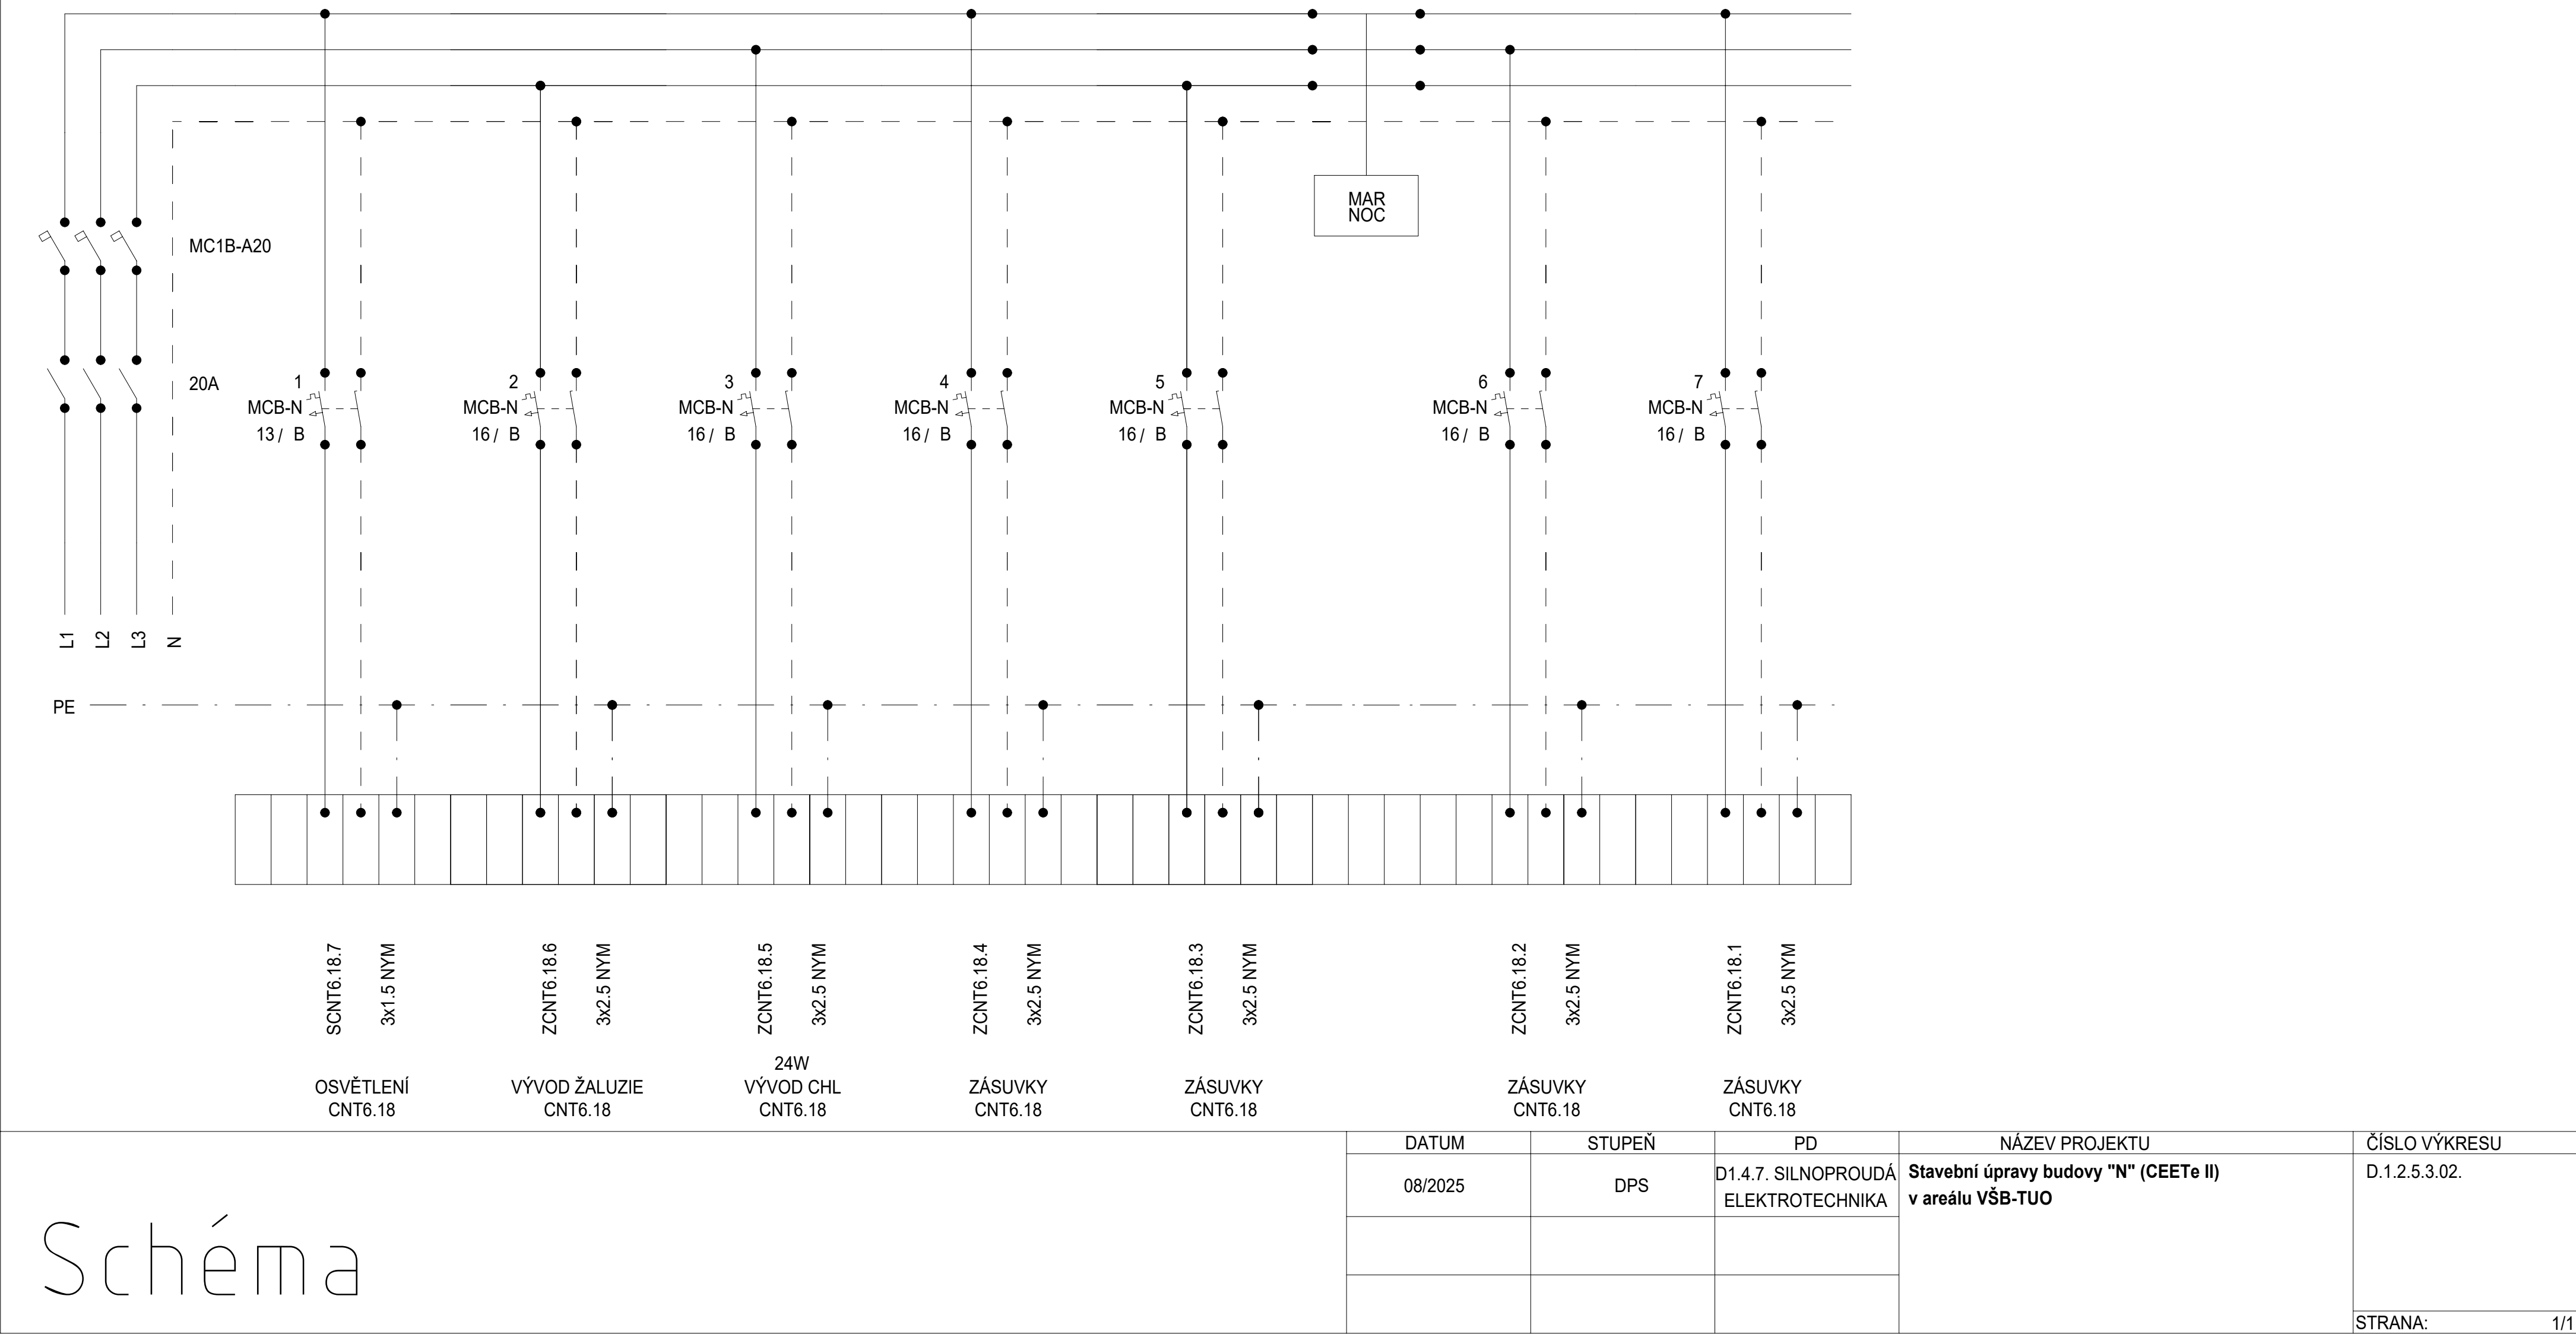 MAR
NOC
MC1B-A20
20A
1
MCB-N
13 / B
2
MCB-N
16 / B
3
MCB-N
16 / B
4
MCB-N
16 / B
5
MCB-N
16 / B
6
MCB-N
16 / B
7
MCB-N
16 / B
L1
L2
L3
N
PE
SCNT6.18.7
3x1.5 NYM
ZCNT6.18.6
3x2.5 NYM
ZCNT6.18.5
3x2.5 NYM
ZCNT6.18.4
3x2.5 NYM
ZCNT6.18.3
3x2.5 NYM
ZCNT6.18.2
3x2.5 NYM
ZCNT6.18.1
3x2.5 NYM
OSVĚTLENÍ
CNT6.18
VÝVOD ŽALUZIE
CNT6.18
24W
VÝVOD CHL
CNT6.18
ZÁSUVKY
CNT6.18
ZÁSUVKY
CNT6.18
ZÁSUVKY
CNT6.18
ZÁSUVKY
CNT6.18
Schéma
DATUM
08/2025
STUPEŇ
DPS
PD
D1.4.7. SILNOPROUDÁ
ELEKTROTECHNIKA
NÁZEV PROJEKTU
Stavební úpravy budovy "N" (CEETe II)
v areálu VŠB-TUO
ČÍSLO VÝKRESU
D.1.2.5.3.02.
STRANA: 1/1